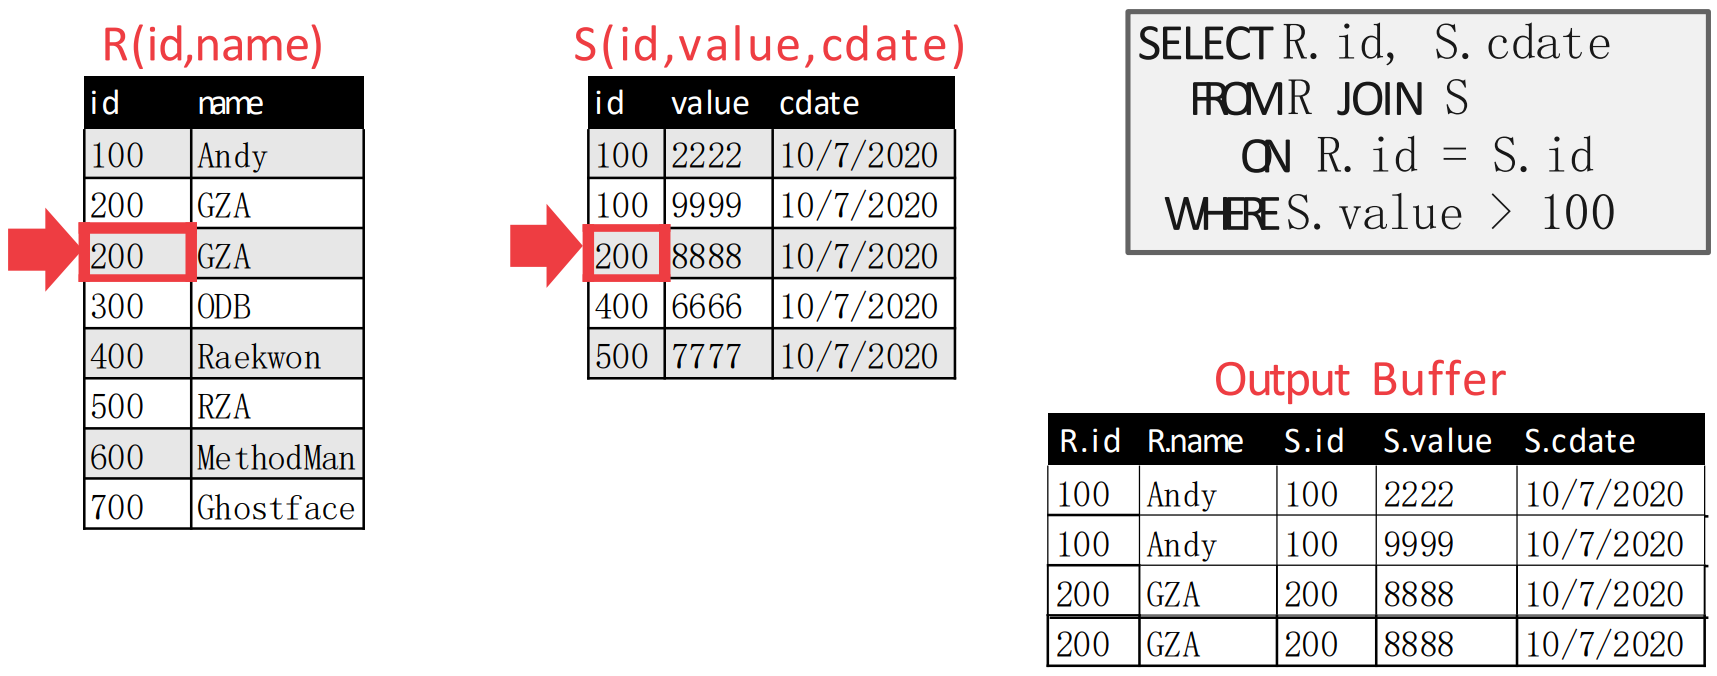 R(id,name)
id name
100 Andy
200 GZA
200 GZA
300 ODB
400 Raekwon
500 RZA
600 MethodMan
700 Ghostface
S(id,value,cdate)
id value cdate
100 2222 10/7/2020
100 9999 10/7/2020
200 8888 10/7/2020
400 6666 10/7/2020
500 7777 10/7/2020
SELECT R.id, S.cdate
FROM R JOIN S
ON R.id = S.id
WHERE S.value > 100
Output Buffer
R.id R.name S.id S.value S.cdate
100 Andy 100 2222 10/7/2020
100 Andy 100 9999 10/7/2020
200 GZA 200 8888 10/7/2020
200 GZA 200 8888 10/7/2020